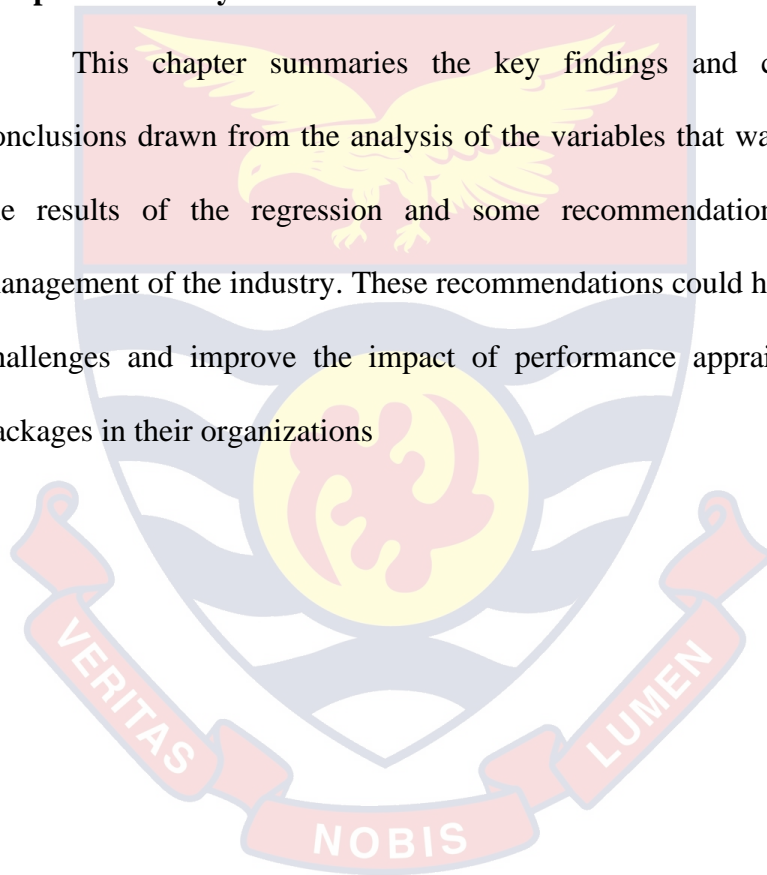 This chapter summaries the key findings and c
onclusions drawn from the analysis of the variables that wa
e results of the regression and some recommendation
anagement of the industry. These recommendations could h
hallenges and improve the impact of performance apprai
ackages in their organizations
VERITAS
NOBIS
LUMEN